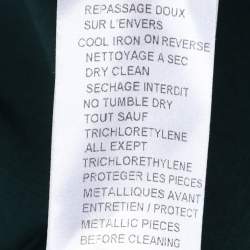 REPASSAGE DOUX
SUR L'ENVERS
COOL IRON ON REVERSE
NETTOYAGE A SEC
DRY CLEAN
SECHAGE INTERDIT
NO TUMBLE DRY
TOUT SAUF
TRICHLORETYLENE
ALL EXEPT
TRICHLORETHYLENE
PROTEGER LES PIECES
METALLIQUES AVANT
ENTRETIEN / PROTECT
METALLIC PIECES
BEFORE CLEANING